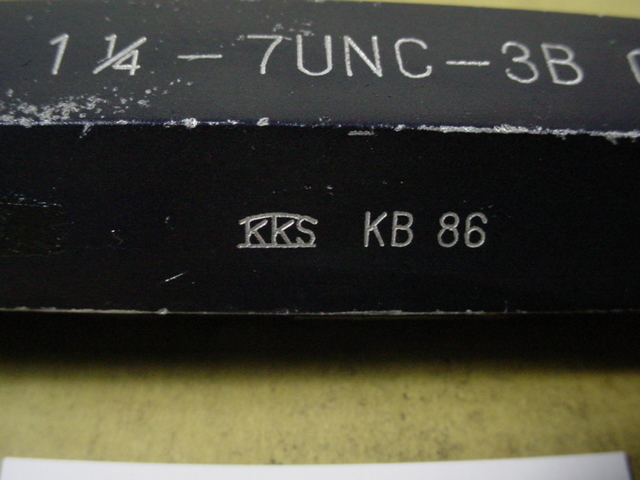 1 ¼ - 7UNC - 3B
KKS KB 86